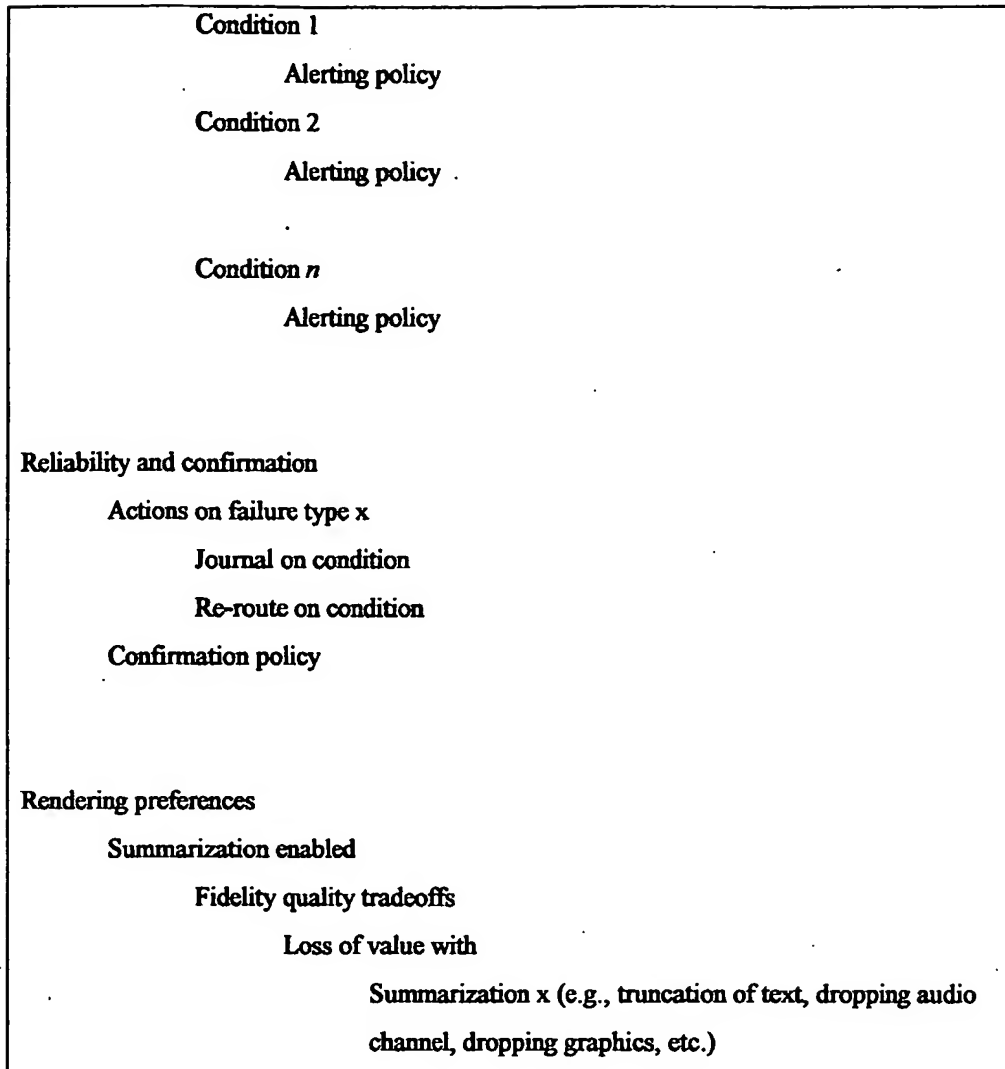 Condition 1
Alerting policy
Condition 2
Alerting policy
Condition n
Alerting policy
Reliability and confirmation
Actions on failure type x
Journal on condition
Re-route on condition
Confirmation policy
Rendering preferences
Summarization enabled
Fidelity quality tradeoffs
Loss of value with
Summarization x (e.g., truncation of text, dropping audio
channel, dropping graphics, etc.)